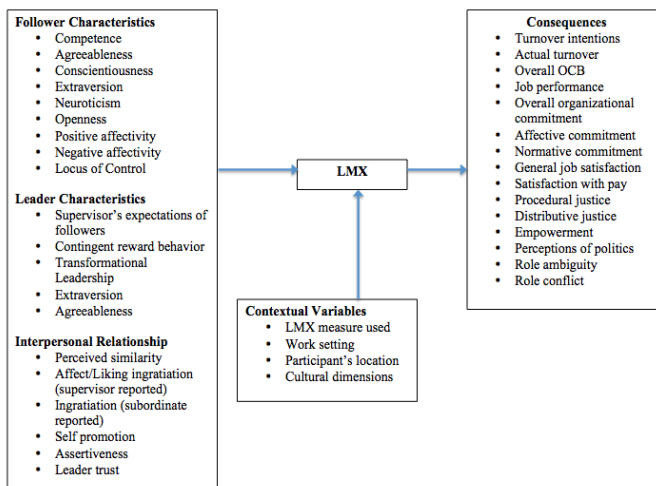 Follower Characteristics
• Competence
• Agreeableness
• Conscientiousness
• Extraversion
• Neuroticism
• Openness
• Positive affectivity
• Negative affectivity
• Locus of Control
Leader Characteristics
• Supervisor's expectations of
followers
• Contingent reward behavior
• Transformational
Leadership
• Extraversion
• Agreeableness
Interpersonal Relationship
• Perceived similarity
• Affect/Liking ingratiation
(supervisor reported)
• Ingratiation (subordinate
reported)
• Self promotion
• Assertiveness
• Leader trust
LMX
Contextual Variables
• LMX measure used
• Work setting
• Participant's location
• Cultural dimensions
Consequences
• Turnover intentions
• Actual turnover
• Overall OCB
• Job performance
• Overall organizational
commitment
• Affective commitment
• Normative commitment
• General job satisfaction
• Satisfaction with pay
• Procedural justice
• Distributive justice
• Empowerment
• Perceptions of politics
• Role ambiguity
• Role conflict